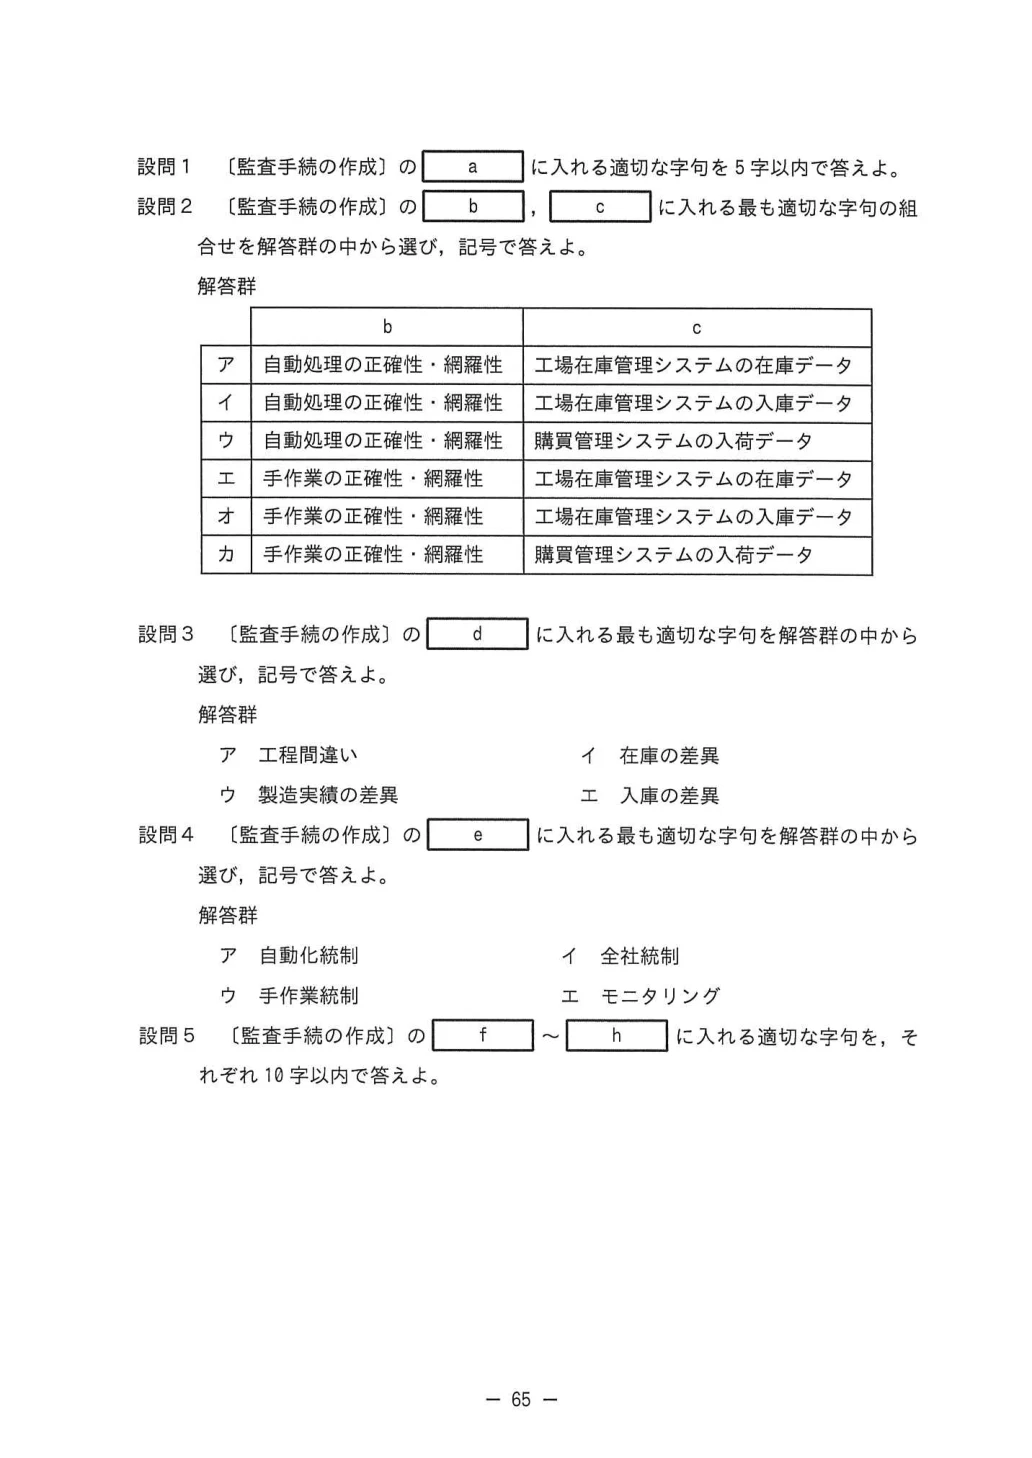 設問1 〔監査手続の作成〕の a に入れる適切な字句を5字以内で答えよ。
設問2 〔監査手続の作成〕の b ， c に入れる最も適切な字句の組
合せを解答群の中から選び，記号で答えよ。
解答群
b c
ア 自動処理の正確性・網羅性 工場在庫管理システムの在庫データ
イ 自動処理の正確性・網羅性 工場在庫管理システムの入庫データ
ウ 自動処理の正確性・網羅性 購買管理システムの入荷データ
エ 手作業の正確性・網羅性 工場在庫管理システムの在庫データ
オ 手作業の正確性・網羅性 工場在庫管理システムの入庫データ
カ 手作業の正確性・網羅性 購買管理システムの入荷データ
設問3 〔監査手続の作成〕の d に入れる最も適切な字句を解答群の中から
選び，記号で答えよ。
解答群
ア 工程間違い イ 在庫の差異
ウ 製造実績の差異 エ 入庫の差異
設問4 〔監査手続の作成〕の e に入れる最も適切な字句を解答群の中から
選び，記号で答えよ。
解答群
ア 自動化統制 イ 全社統制
ウ 手作業統制 エ モニタリング
設問5 〔監査手続の作成〕の f ～ h に入れる適切な字句を，そ
れぞれ10字以内で答えよ。
－ 65 －